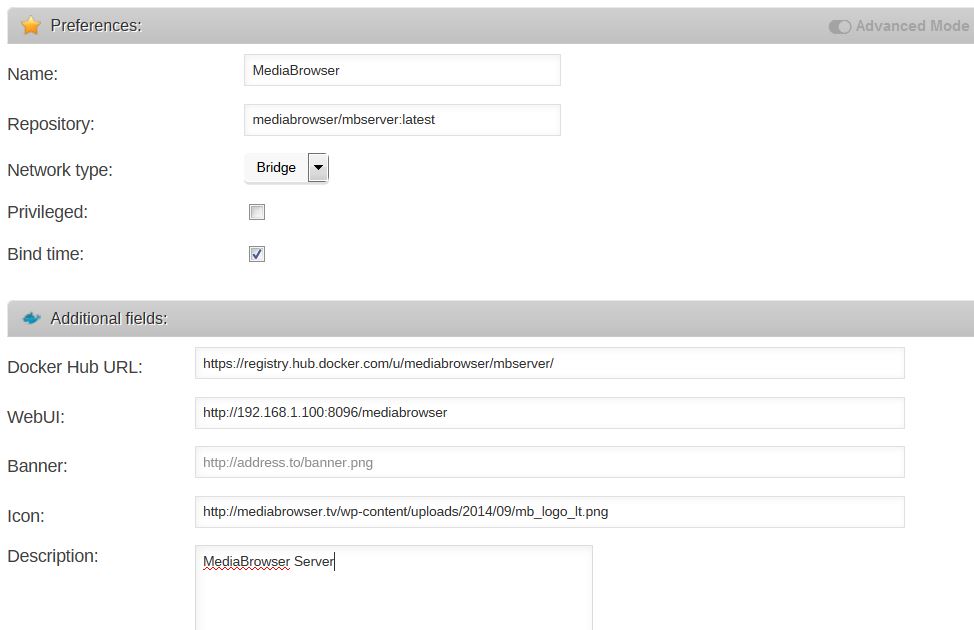 Preferences:
Advanced Mode
Name:
MediaBrowser
Repository:
mediabrowser/mbserver:latest
Network type:
Bridge
Privileged:
Bind time:
Additional fields:
Docker Hub URL:
https://registry.hub.docker.com/u/mediabrowser/mbserver/
WebUI:
http://192.168.1.100:8096/mediabrowser
Banner:
http://address.to/banner.png
Icon:
http://mediabrowser.tv/wp-content/uploads/2014/09/mb_logo_lt.png
Description:
MediaBrowser Server